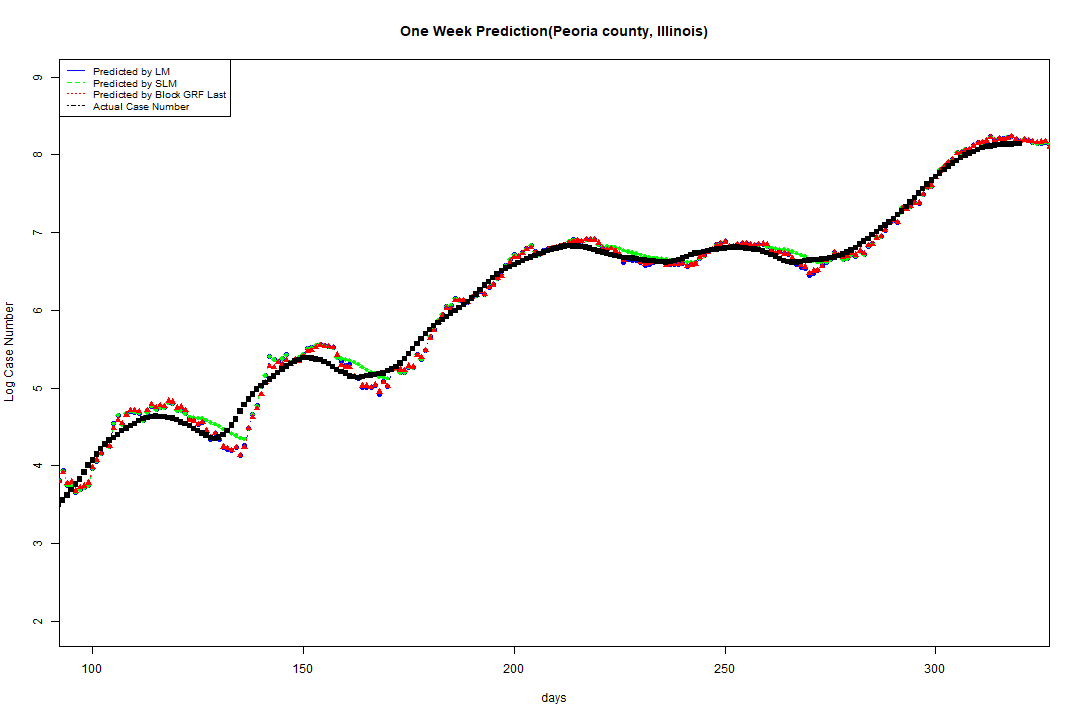 One Week Prediction(Peoria county, Illinois)
Predicted by LM
Predicted by SLM
Predicted by Block GRF Last
Actual Case Number
9
8
7
6
5
4
3
2
Log Case Number
100 150 200 250 300
days